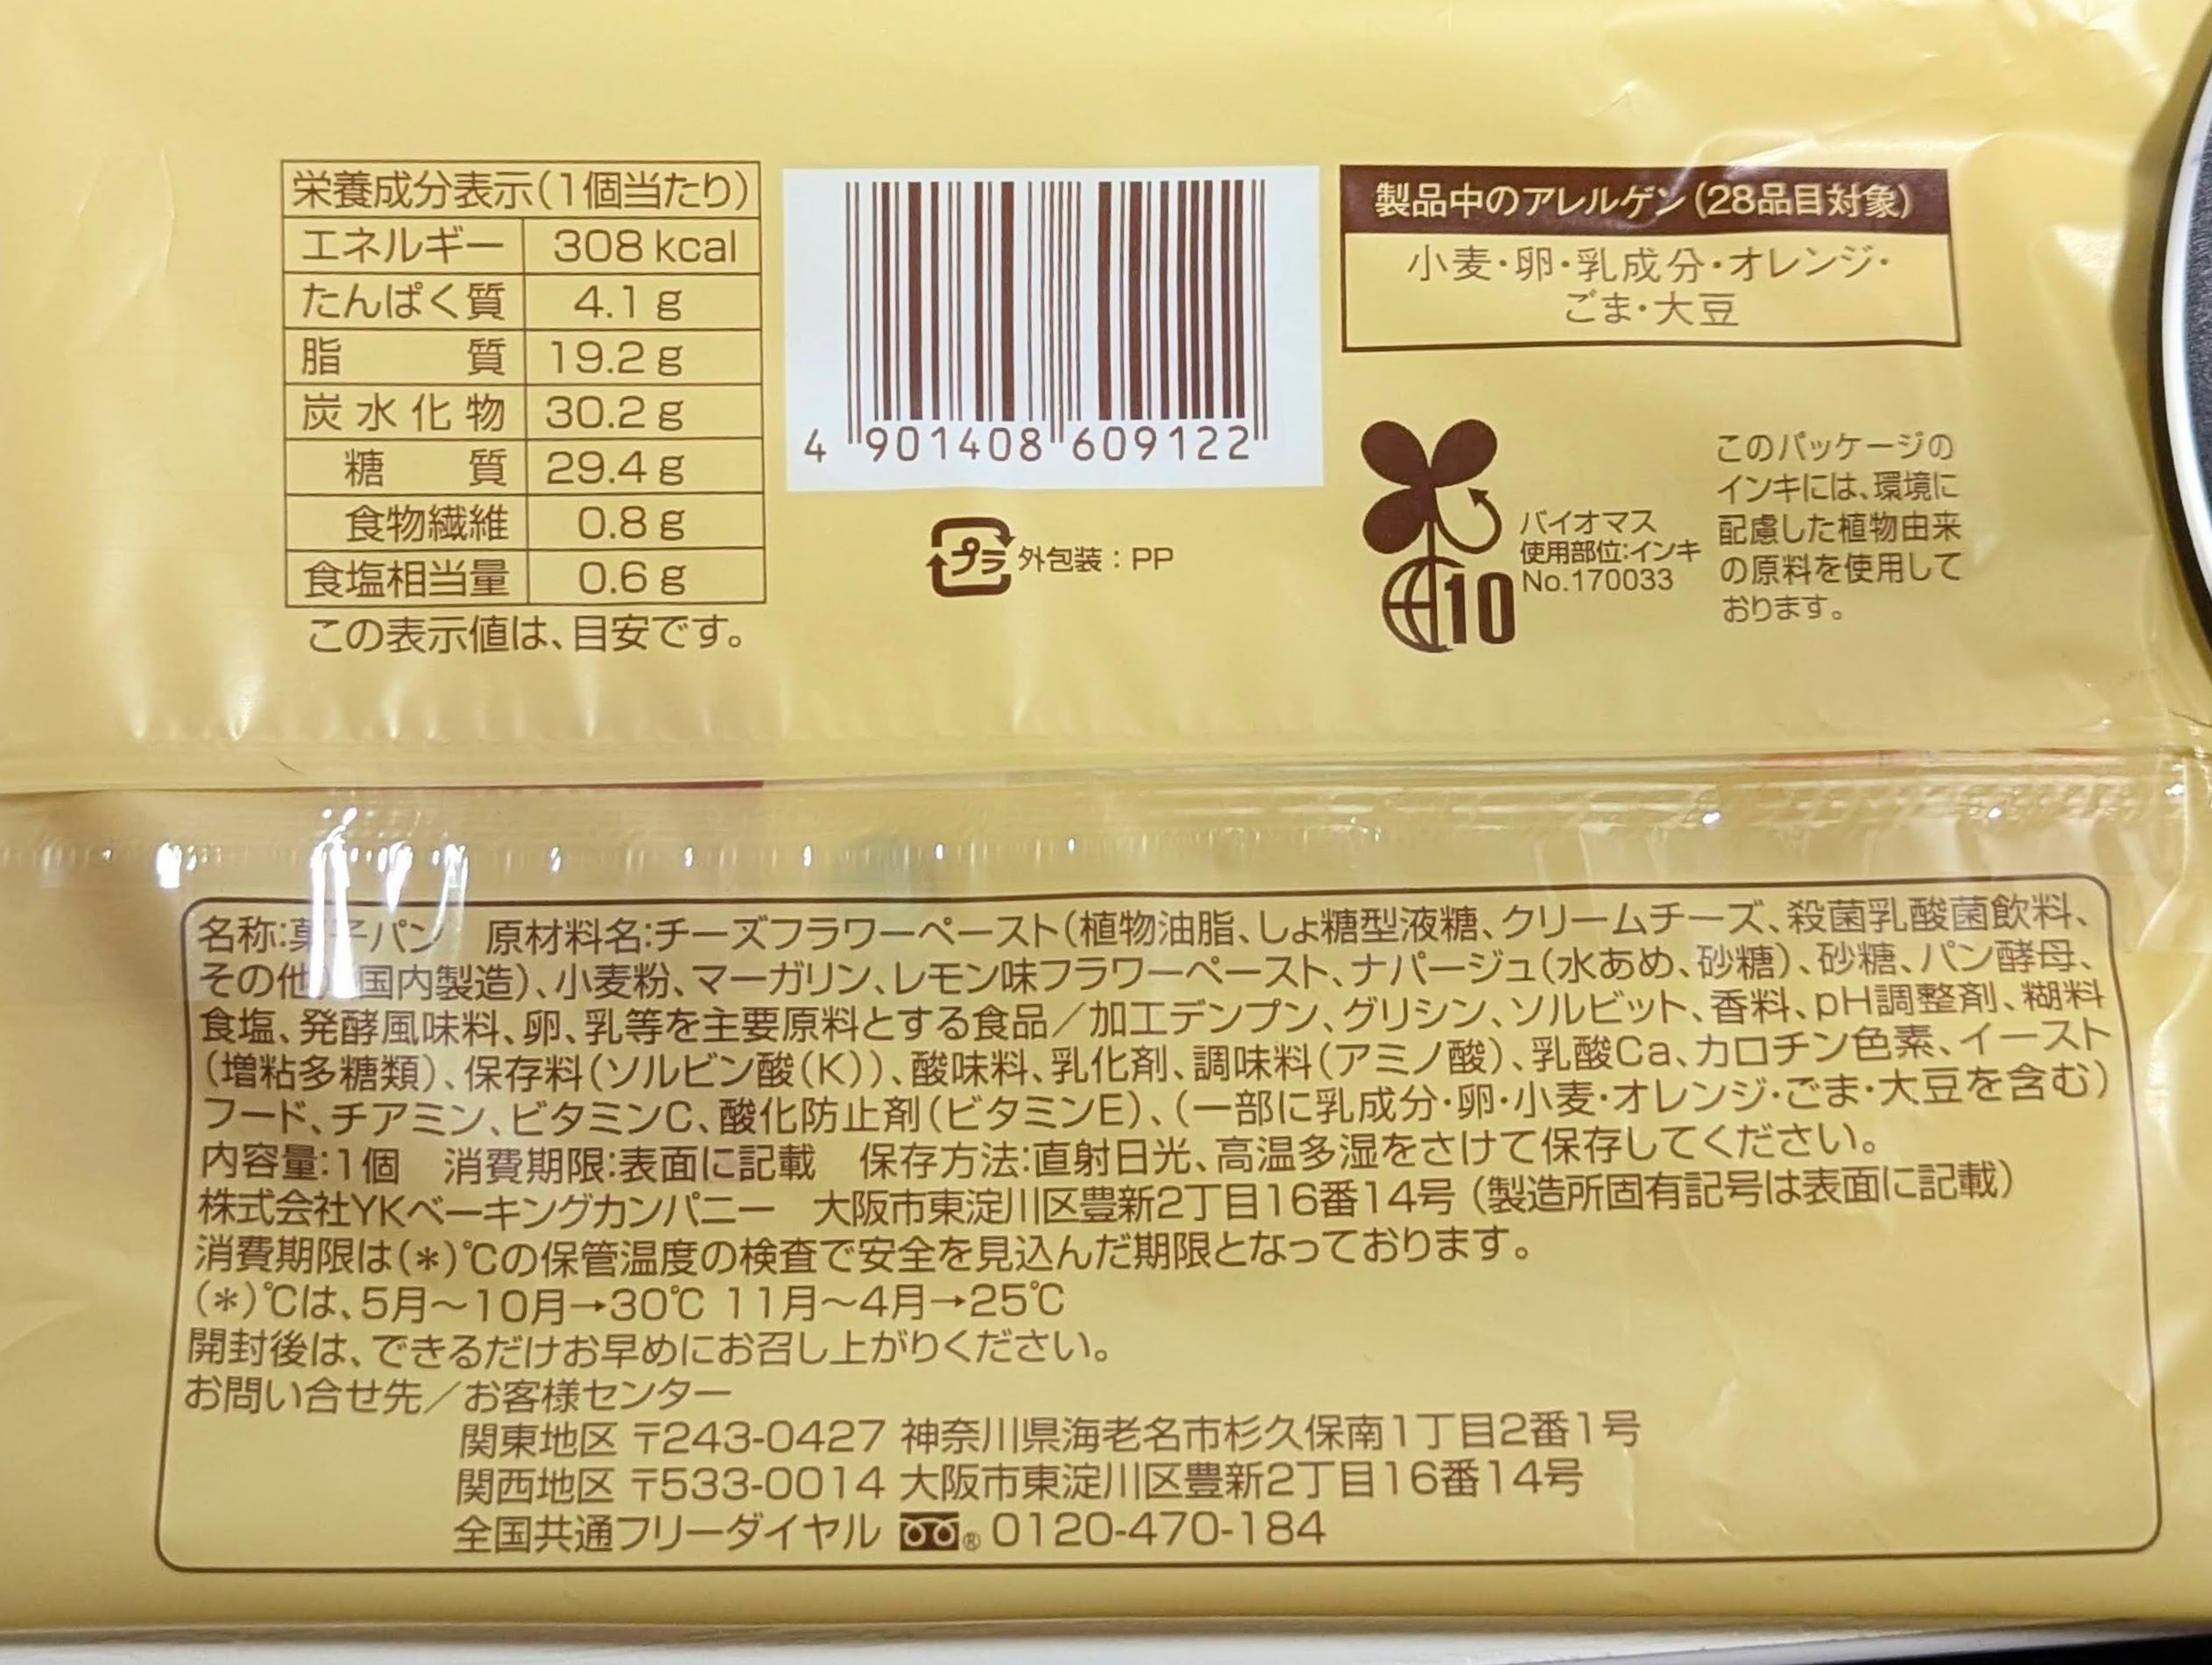 栄養成分表示(1個当たり)
エネルギー 308 kcal
たんぱく質 4.1 g
脂質 19.2 g
炭水化物 30.2 g
糖質 29.4 g
食物繊維 0.8 g
食塩相当量 0.6 g
この表示値は、目安です。
4 901408 609122
プラ 外包装:PP
製品中のアレルゲン(28品目対象)
小麦・卵・乳成分・オレンジ・
ごま・大豆
バイオマス
使用部位:インキ
No.170033
10
このパッケージの
インキには、環境に
配慮した植物由来
の原料を使用して
おります。
名称:菓子パン 原材料名:チーズフラワーペースト(植物油脂、しょ糖型液糖、クリームチーズ、殺菌乳酸菌飲料、
その他)(国内製造)、小麦粉、マーガリン、レモン味フラワーペースト、ナパージュ(水あめ、砂糖)、砂糖、パン酵母、
食塩、発酵風味料、卵、乳等を主要原料とする食品/加工デンプン、グリシン、ソルビット、香料、pH調整剤、糊料
(増粘多糖類)、保存料(ソルビン酸(K))、酸味料、乳化剤、調味料(アミノ酸)、乳酸Ca、カロチン色素、イースト
フード、チアミン、ビタミンC、酸化防止剤(ビタミンE)、(一部に乳成分・卵・小麦・オレンジ・ごま・大豆を含む)
内容量:1個 消費期限:表面に記載 保存方法:直射日光、高温多湿をさけて保存してください。
株式会社YKベーキングカンパニー 大阪市東淀川区豊新2丁目16番14号 (製造所固有記号は表面に記載)
消費期限は(*)℃の保管温度の検査で安全を見込んだ期限となっております。
(*)℃は、5月~10月→30℃ 11月~4月→25℃
開封後は、できるだけお早めにお召し上がりください。
お問い合せ先/お客様センター
関東地区 〒243-0427 神奈川県海老名市杉久保南1丁目2番1号
関西地区 〒533-0014 大阪市東淀川区豊新2丁目16番14号
全国共通フリーダイヤル ® 0120-470-184